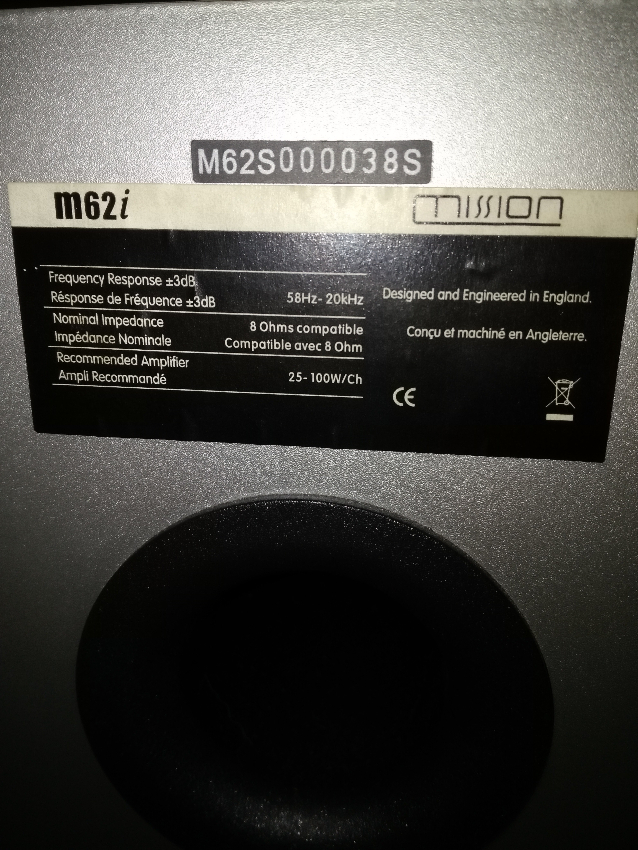 M62S000038S
m62i
mission
Frequency Response ±3dB
Réponse de Fréquence ±3dB
58Hz- 20kHz
Nominal Impedance
8 Ohms compatible
Impédance Nominale
Compatible avec 8 Ohm
Recommended Amplifier
Ampli Recommandé
25-100W/Ch
Designed and Engineered in England.
Conçu et machiné en Angleterre.
CE